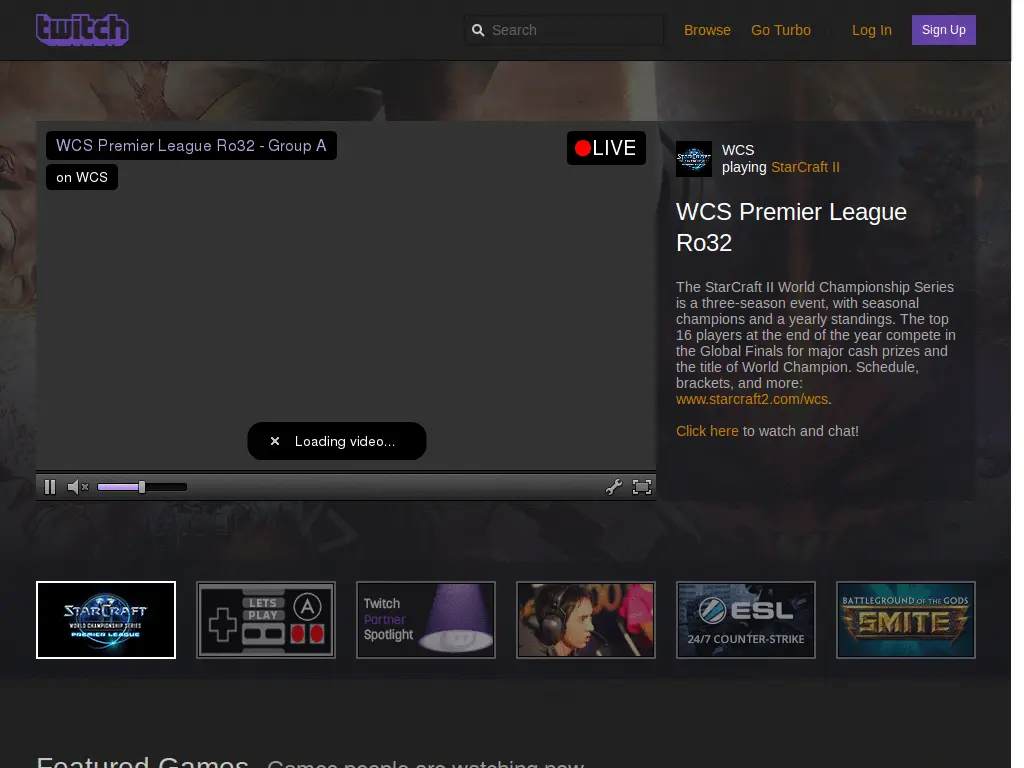 twitch
Search
Browse
Go Turbo
Log In
Sign Up
WCS Premier League Ro32 - Group A
LIVE
on WCS
Loading video...
STARCRAFT
WCS
playing StarCraft II
WCS Premier League
Ro32
The StarCraft II World Championship Series
is a three-season event, with seasonal
champions and a yearly standings. The top
16 players at the end of the year compete in
the Global Finals for major cash prizes and
the title of World Champion. Schedule,
brackets, and more:
www.starcraft2.com/wcs.
Click here to watch and chat!
STARCRAFT
WORLD CHAMPIONSHIP SERIES
PREMIER LEAGUE
LETS
PLAY
A
Twitch
Partner
Spotlight
ESL
24/7 COUNTER-STRIKE
BATTLEGROUND OF THE GODS
SMITE
Featured Games
Games people are watching now